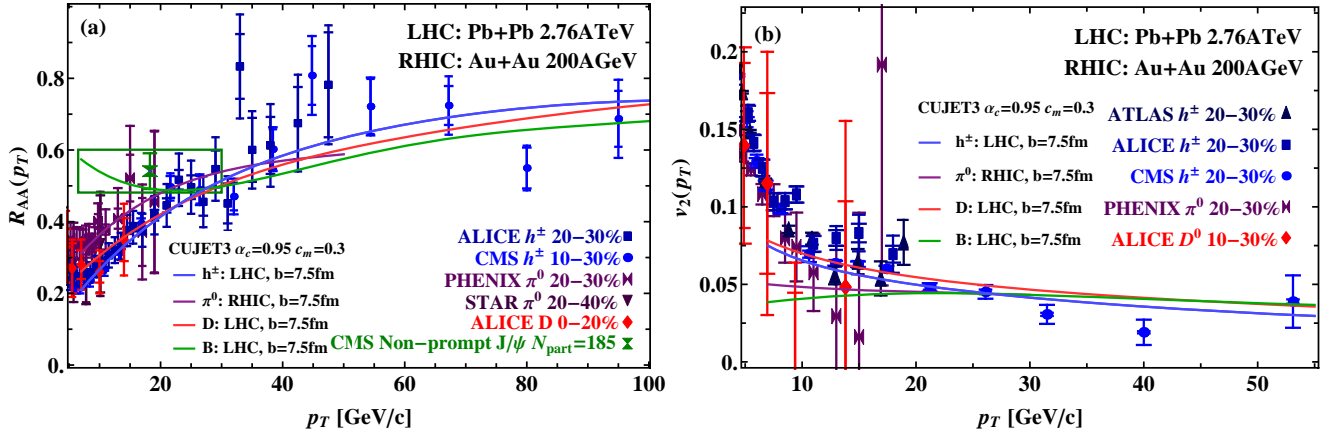 (a)
LHC: Pb+Pb 2.76ATeV
RHIC: Au+Au 200AGeV
R_AA(p_T)
0.8
0.6
0.4
0.2
0.
CUJET3 α_c=0.95 c_m=0.3
h±: LHC, b=7.5fm
π⁰: RHIC, b=7.5fm
D: LHC, b=7.5fm
B: LHC, b=7.5fm
ALICE h± 20-30%
CMS h± 10-30%
PHENIX π⁰ 20-30%
STAR π⁰ 20-40%
ALICE D 0-20%
CMS Non-prompt J/ψ N_part=185
20 40 60 80 100
p_T [GeV/c]
(b)
LHC: Pb+Pb 2.76ATeV
RHIC: Au+Au 200AGeV
v_2(p_T)
0.2
0.15
0.1
0.05
0.
CUJET3 α_c=0.95 c_m=0.3
h±: LHC, b=7.5fm
π⁰: RHIC, b=7.5fm
D: LHC, b=7.5fm
B: LHC, b=7.5fm
ATLAS h± 20-30%
ALICE h± 20-30%
CMS h± 20-30%
PHENIX π⁰ 20-30%
ALICE D⁰ 10-30%
10 20 30 40 50
p_T [GeV/c]